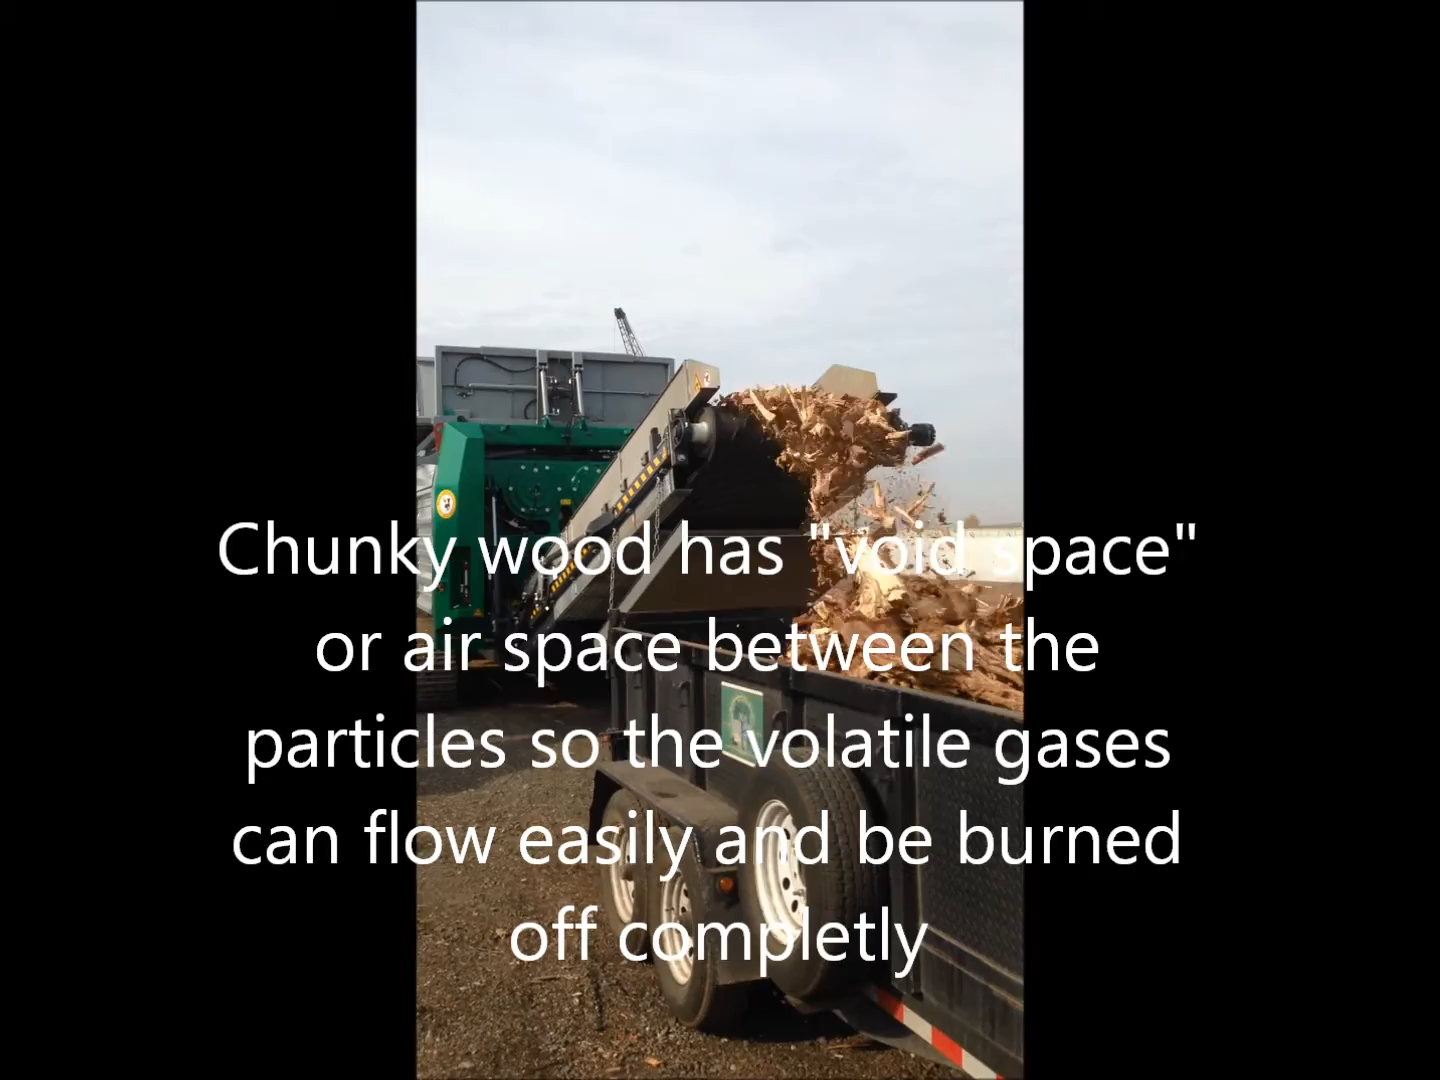 Chunky wood has "void space"
or air space between the
particles so the volatile gases
can flow easily and be burned
off completly